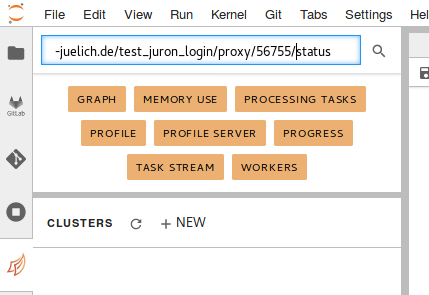 File Edit View Run Kernel Git Tabs Settings Help
-juelich.de/test_juron_login/proxy/56755/status
GitLab
GRAPH MEMORY USE PROCESSING TASKS
PROFILE PROFILE SERVER PROGRESS
TASK STREAM WORKERS
CLUSTERS + NEW